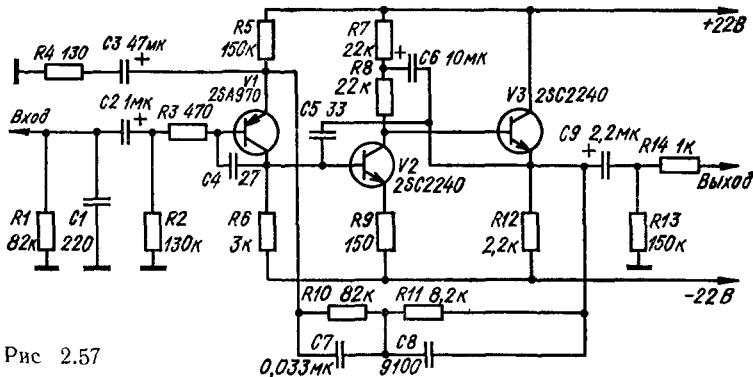 R5
150к
R7
22к
+22В
R4 130
C3 47мк
+
+
C6 10мк
R8
22к
V1
2SA970
V3 2SC2240
C2 1мк
R3 470
C5 33
C9 2,2мк
Вход
+
+
R14 1к
C4
27
V2
2SC2240
Выход
R1
82к
C1
220
R2
130к
R6
3к
R9
150
R12
2,2к
R13
150к
-22В
R10 82к
R11 8,2к
C7
0,033мк
C8
9100
Рис 2.57